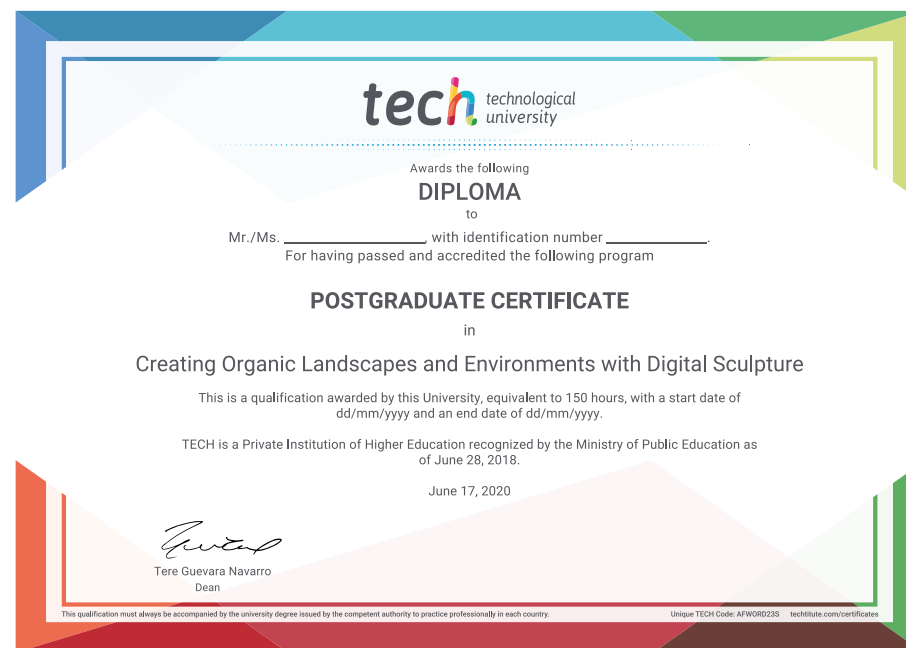 tech technological
university
Awards the following
DIPLOMA
to
Mr./Ms. ____________________, with identification number ______________.
For having passed and accredited the following program
POSTGRADUATE CERTIFICATE
in
Creating Organic Landscapes and Environments with Digital Sculpture
This is a qualification awarded by this University, equivalent to 150 hours, with a start date of
dd/mm/yyyy and an end date of dd/mm/yyyy.
TECH is a Private Institution of Higher Education recognized by the Ministry of Public Education as
of June 28, 2018.
June 17, 2020
Tere Guevara Navarro
Dean
This qualification must always be accompanied by the university degree issued by the competent authority to practice professionally in each country. Unique TECH Code: AFWORD23S techtitute.com/certificates